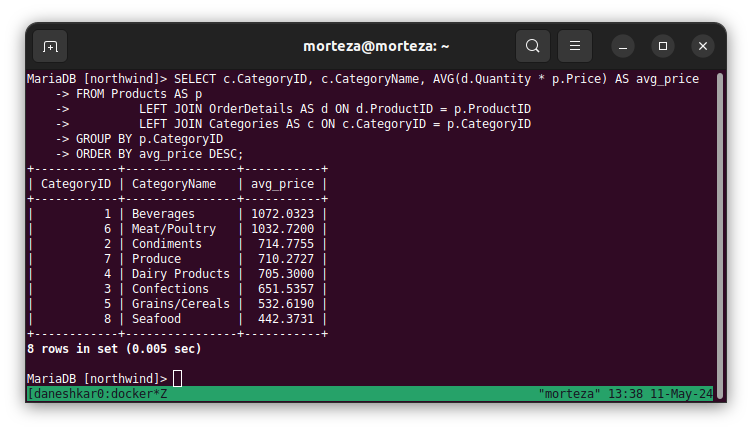 morteza@morteza: ~
MariaDB [northwind]> SELECT c.CategoryID, c.CategoryName, AVG(d.Quantity * p.Price) AS avg_price
    -> FROM Products AS p
    ->          LEFT JOIN OrderDetails AS d ON d.ProductID = p.ProductID
    ->          LEFT JOIN Categories AS c ON c.CategoryID = p.CategoryID
    -> GROUP BY p.CategoryID
    -> ORDER BY avg_price DESC;
+------------+----------------+-----------+
| CategoryID | CategoryName   | avg_price |
+------------+----------------+-----------+
|          1 | Beverages      | 1072.0323 |
|          6 | Meat/Poultry   | 1032.7200 |
|          2 | Condiments     |  714.7755 |
|          7 | Produce        |  710.2727 |
|          4 | Dairy Products |  705.3000 |
|          3 | Confections    |  651.5357 |
|          5 | Grains/Cereals |  532.6190 |
|          8 | Seafood        |  442.3731 |
+------------+----------------+-----------+
8 rows in set (0.005 sec)
MariaDB [northwind]>
[daneshkar0:docker*Z "morteza" 13:38 11-May-24